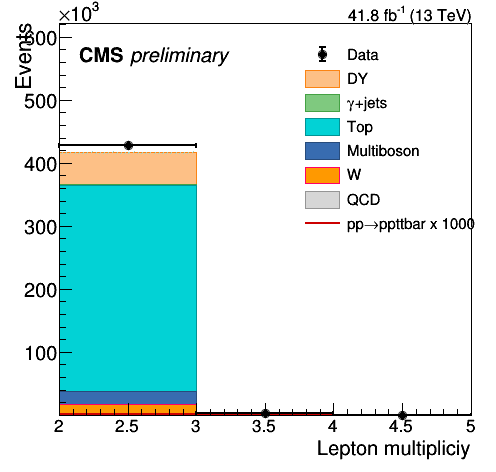 ×10³
41.8 fb⁻¹ (13 TeV)
Events
CMS preliminary
Data
DY
γ+jets
Top
Multiboson
W
QCD
pp→ppttbar x 1000
600
500
400
300
200
100
2 2.5 3 3.5 4 4.5 5
Lepton multipliciy